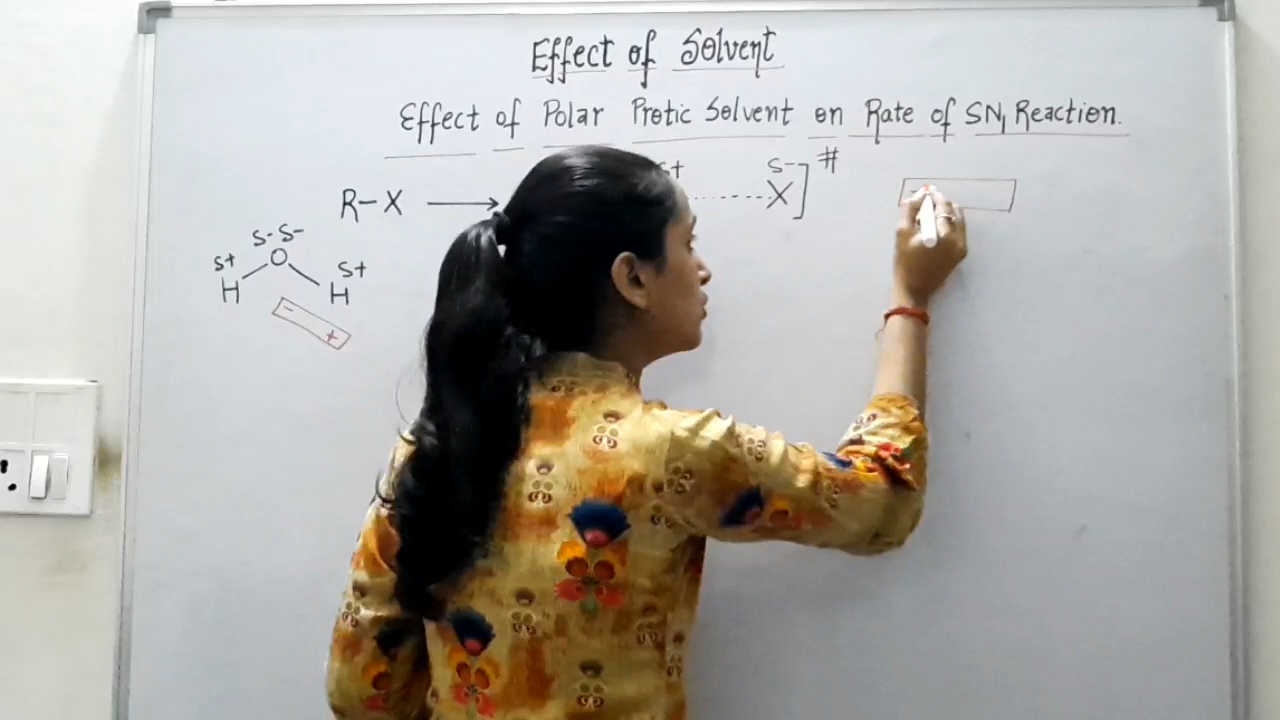 Effect of Solvent
Effect of Polar Protic Solvent on Rate of SN1 Reaction.
R-X ⟶ s+ ......X s- ] #
s- s-
s+ O s+
H H
- +
-